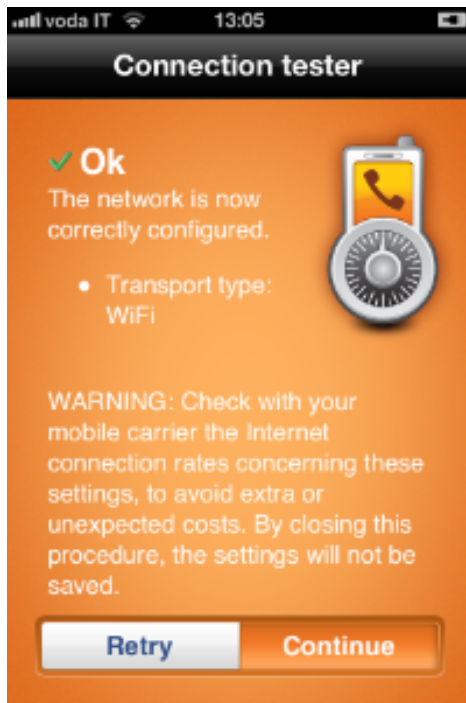 voda IT 13:05
Connection tester
Ok
The network is now
correctly configured.
• Transport type:
WiFi
WARNING: Check with your
mobile carrier the Internet
connection rates concerning these
settings, to avoid extra or
unexpected costs. By closing this
procedure, the settings will not be
saved.
Retry Continue